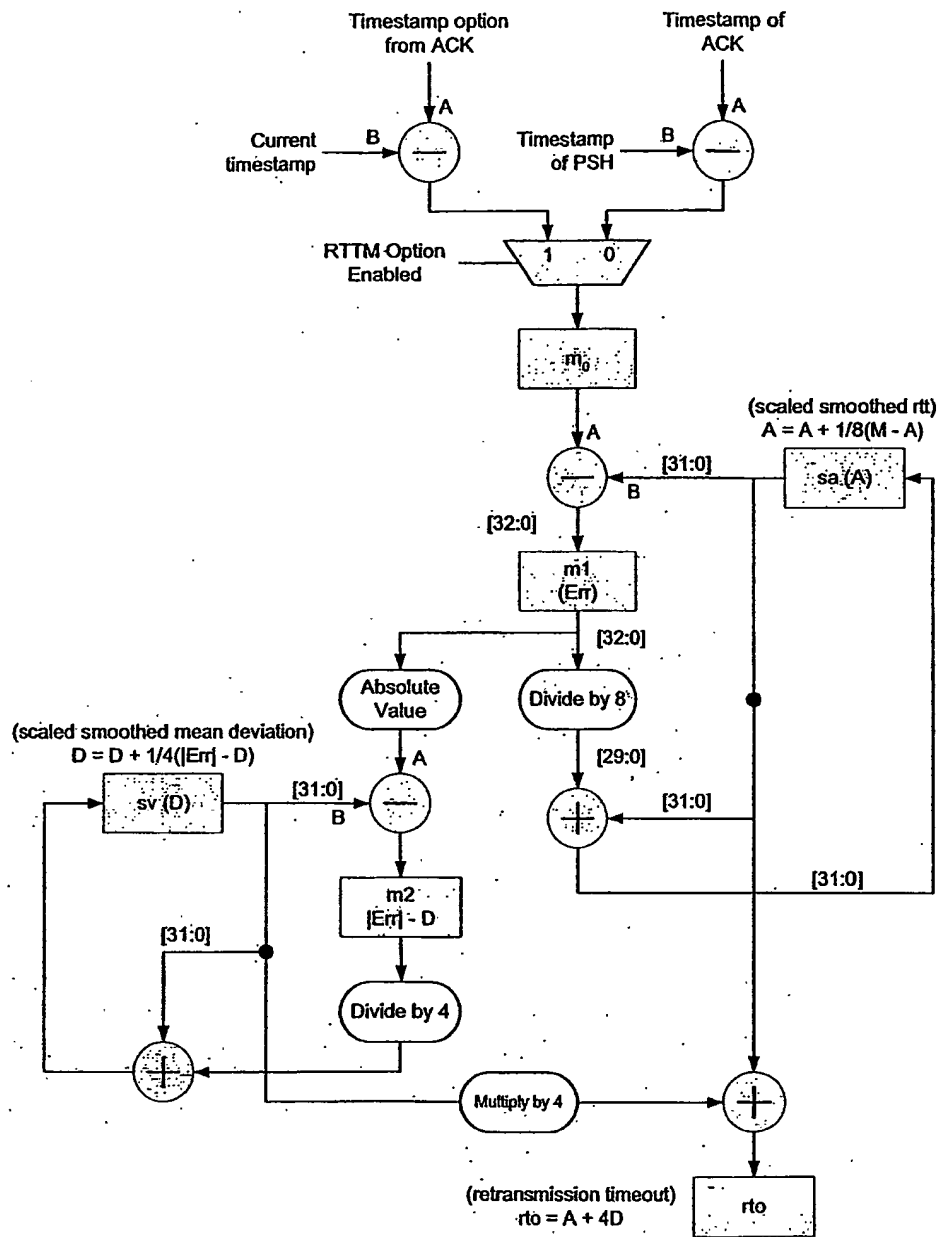 Timestamp option
from ACK
Timestamp of
ACK
A
A
Current
timestamp
B
Timestamp
of PSH
B
RTTM Option
Enabled
1
0
m₀
(scaled smoothed rtt)
A = A + 1/8(M - A)
A
[31:0]
B
sa (A)
[32:0]
m1
(Err)
[32:0]
Absolute
Value
Divide by 8
(scaled smoothed mean deviation)
D = D + 1/4(|Err| - D)
A
[29:0]
sv (D)
[31:0]
B
[31:0]
m2
|Err| - D
[31:0]
[31:0]
Divide by 4
Multiply by 4
(retransmission timeout)
rto = A + 4D
rto